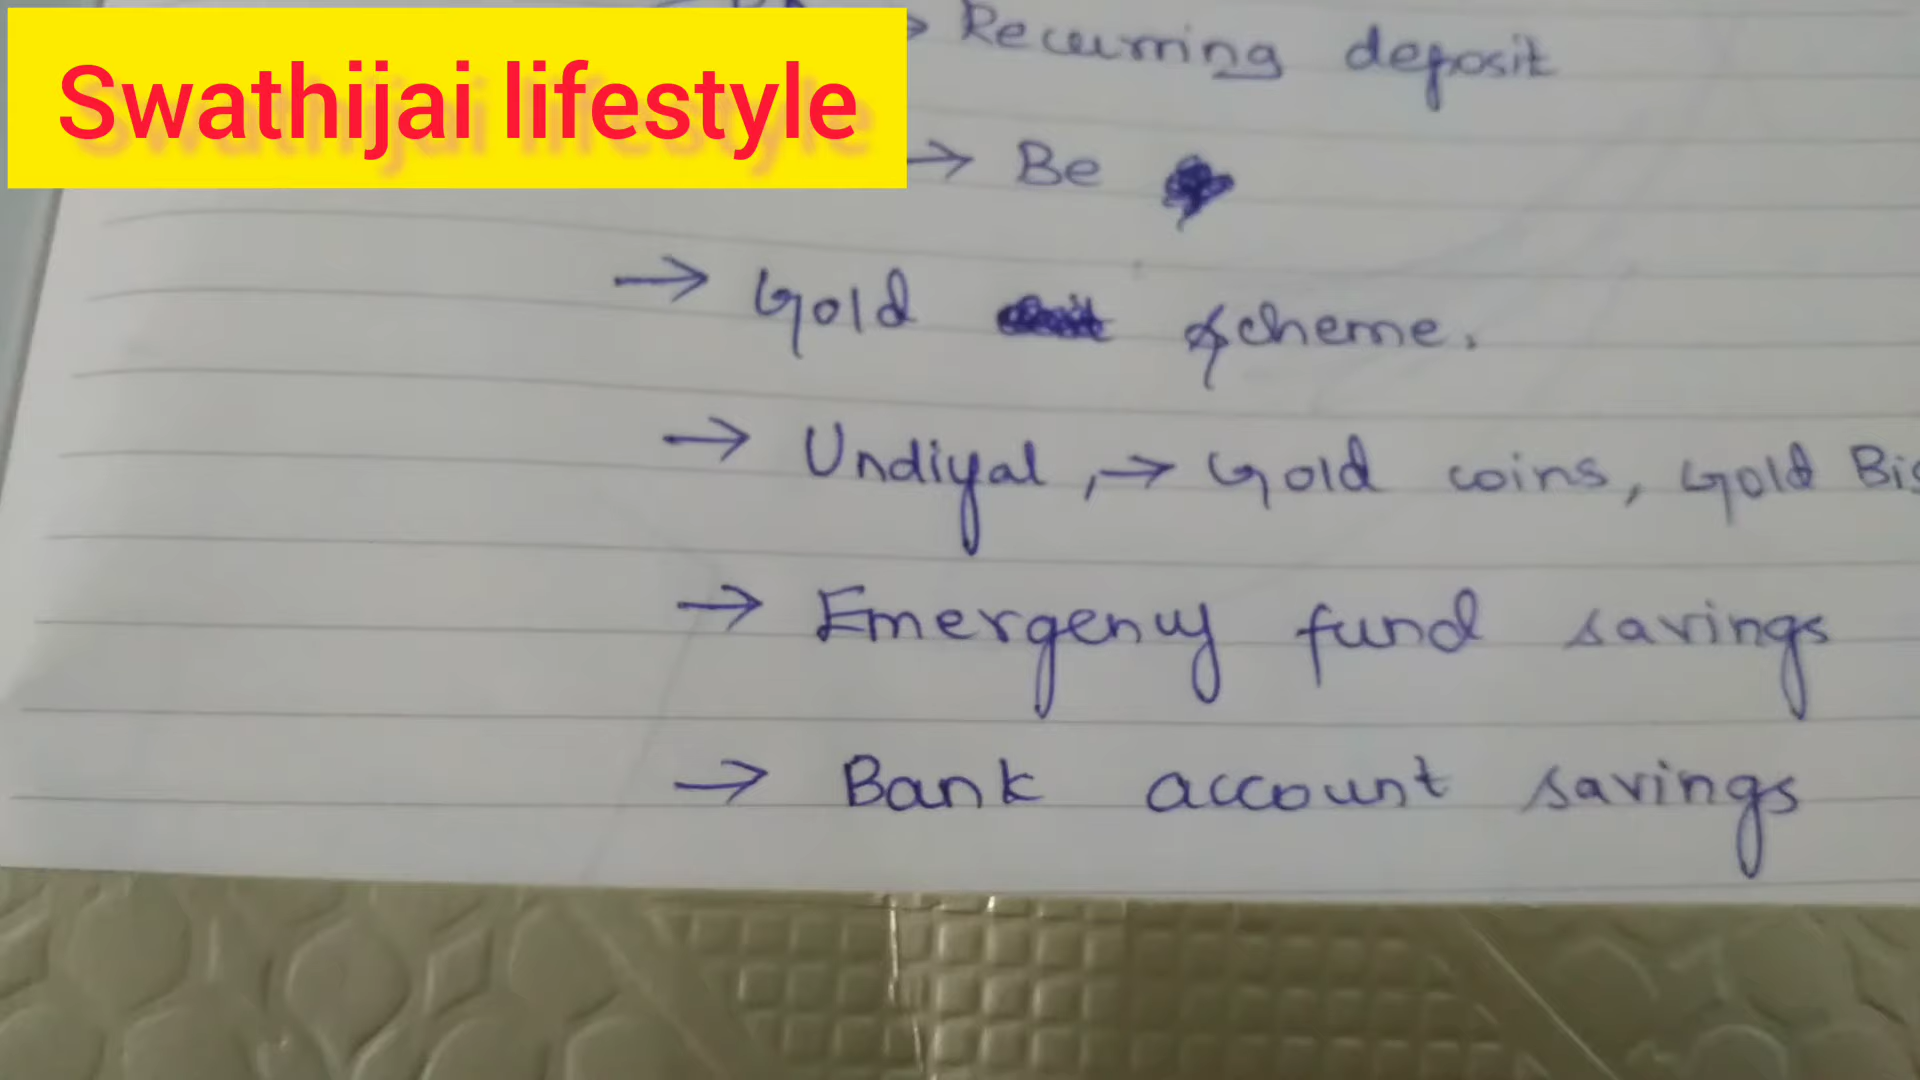 Swathijai lifestyle
→ Recurring deposit
→ Be
→ Gold scheme.
→ Undiyal, → Gold coins, Gold
→ Emergency fund savings
→ Bank account savings